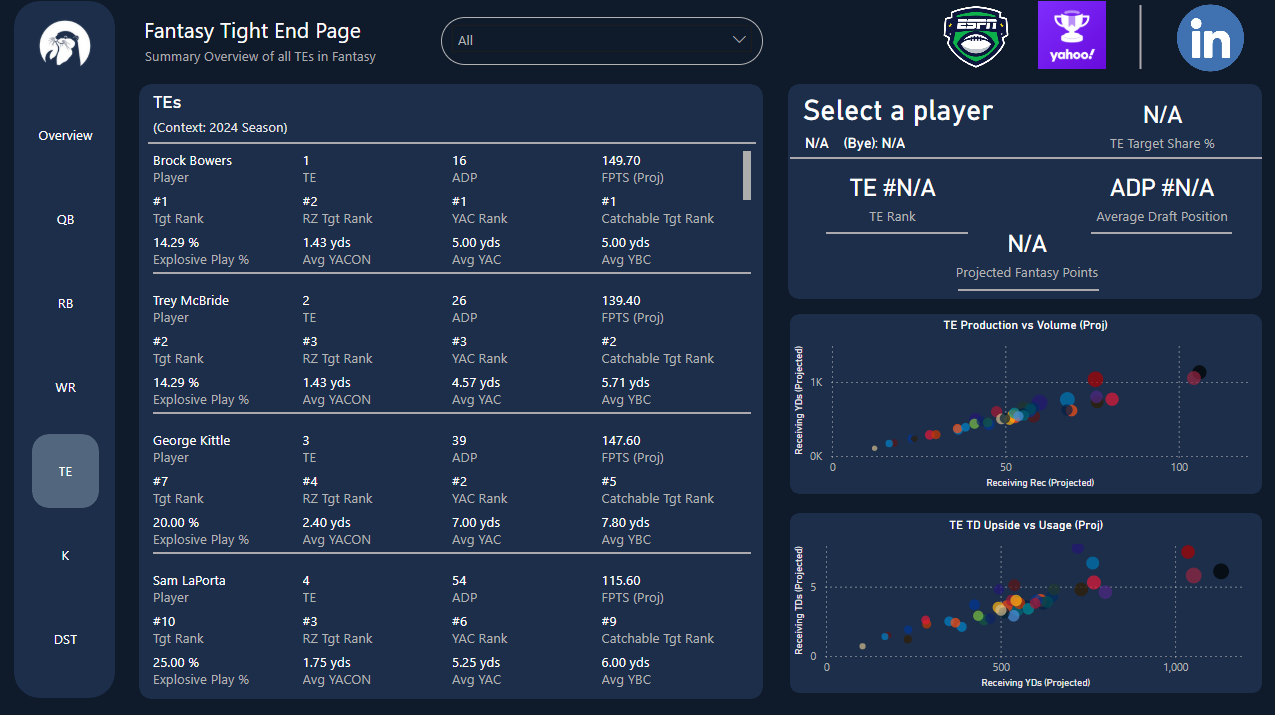 Fantasy Tight End Page
Summary Overview of all TEs in Fantasy
All
ESPN
yahoo!
in
Overview
QB
RB
WR
TE
K
DST
TEs
(Context: 2024 Season)
Brock Bowers 1 16 149.70
Player TE ADP FPTS (Proj)
#1 #2 #1 #1
Tgt Rank RZ Tgt Rank YAC Rank Catchable Tgt Rank
14.29 % 1.43 yds 5.00 yds 5.00 yds
Explosive Play % Avg YACON Avg YAC Avg YBC
Trey McBride 2 26 139.40
Player TE ADP FPTS (Proj)
#2 #3 #3 #2
Tgt Rank RZ Tgt Rank YAC Rank Catchable Tgt Rank
14.29 % 1.43 yds 4.57 yds 5.71 yds
Explosive Play % Avg YACON Avg YAC Avg YBC
George Kittle 3 39 147.60
Player TE ADP FPTS (Proj)
#7 #4 #2 #5
Tgt Rank RZ Tgt Rank YAC Rank Catchable Tgt Rank
20.00 % 2.40 yds 7.00 yds 7.80 yds
Explosive Play % Avg YACON Avg YAC Avg YBC
Sam LaPorta 4 54 115.60
Player TE ADP FPTS (Proj)
#10 #3 #6 #9
Tgt Rank RZ Tgt Rank YAC Rank Catchable Tgt Rank
25.00 % 1.75 yds 5.25 yds 6.00 yds
Explosive Play % Avg YACON Avg YAC Avg YBC
Select a player
N/A (Bye): N/A
N/A
TE Target Share %
TE #N/A
TE Rank
ADP #N/A
Average Draft Position
N/A
Projected Fantasy Points
TE Production vs Volume (Proj)
Receiving YDs (Projected)
1K
0K
0 50 100
Receiving Rec (Projected)
TE TD Upside vs Usage (Proj)
Receiving TDs (Projected)
5
0
0 500 1,000
Receiving YDs (Projected)